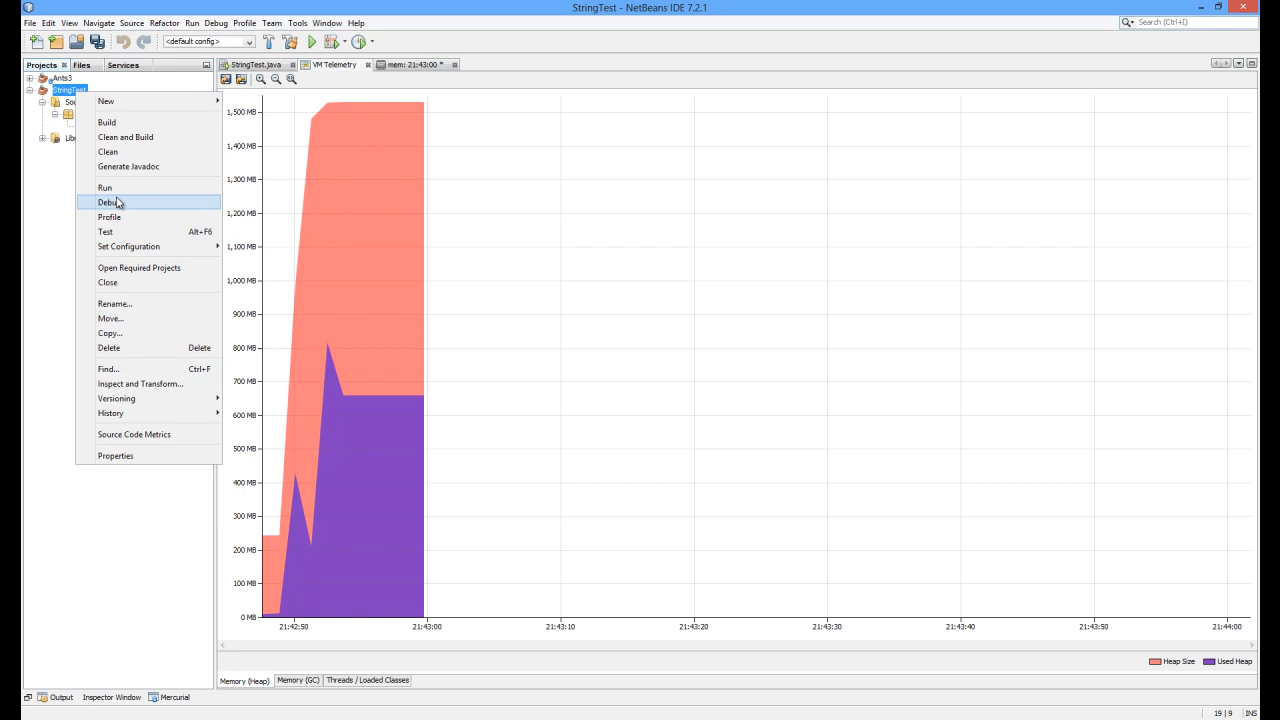 StringTest - NetBeans IDE 7.2.1
File Edit View Navigate Source Refactor Run Debug Profile Team Tools Window Help
Search (Ctrl+I)
<default config>
Projects Files Services
StringTest.java VM Telemetry mem: 21:43:00 *
Ants3
StringTest
New
Build
Clean and Build
Clean
Generate Javadoc
Run
Debu
Profile
Test Alt+F6
Set Configuration
Open Required Projects
Close
Rename...
Move...
Copy...
Delete Delete
Find... Ctrl+F
Inspect and Transform...
Versioning
History
Source Code Metrics
Properties
1,500 MB
1,400 MB
1,300 MB
1,200 MB
1,100 MB
1,000 MB
900 MB
800 MB
700 MB
600 MB
500 MB
400 MB
300 MB
200 MB
100 MB
0 MB
21:42:50 21:43:00 21:43:10 21:43:20 21:43:30 21:43:40 21:43:50 21:44:00
Heap Size Used Heap
Memory (Heap) Memory (GC) Threads / Loaded Classes
Output Inspector Window Mercurial
19 | 9 INS